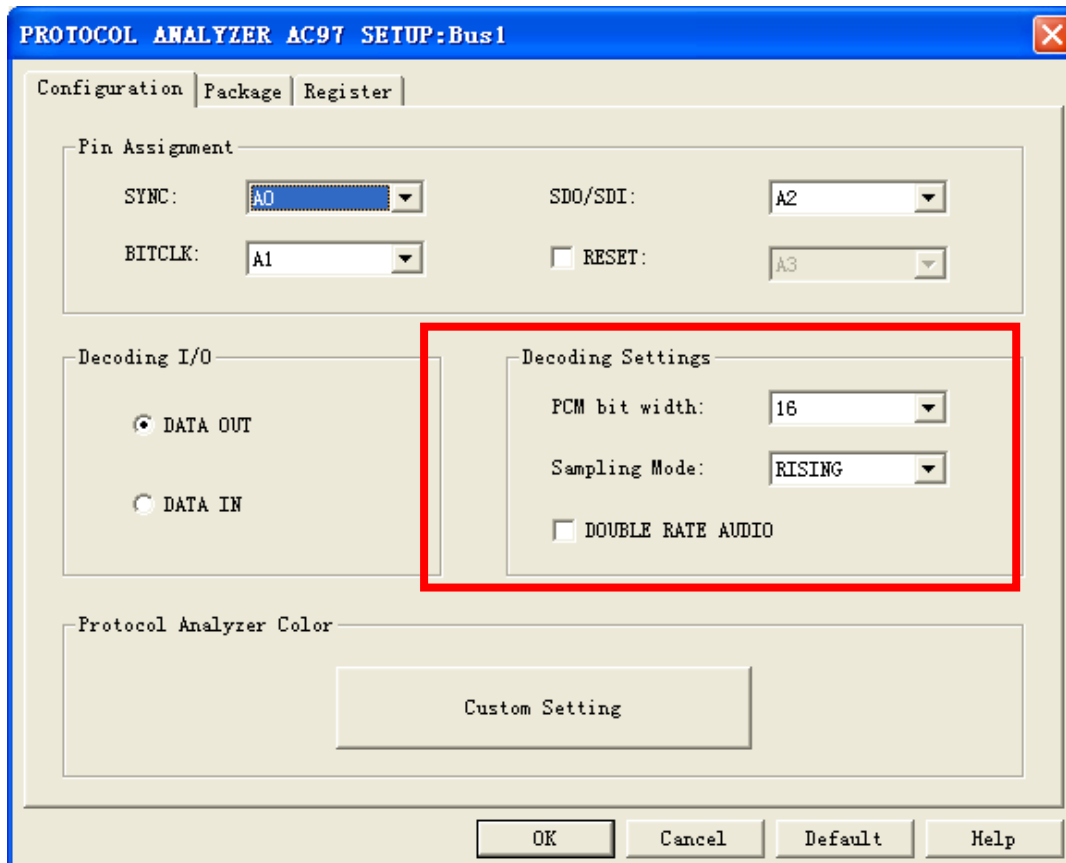 PROTOCOL ANALYZER AC97 SETUP:Bus1
Configuration Package Register
Pin Assignment
SYNC: A0 SDO/SDI: A2
BITCLK: A1 RESET: A3
Decoding I/O Decoding Settings
PCM bit width: 16
DATA OUT
Sampling Mode: RISING
DATA IN
DOUBLE RATE AUDIO
Protocol Analyzer Color
Custom Setting
OK Cancel Default Help